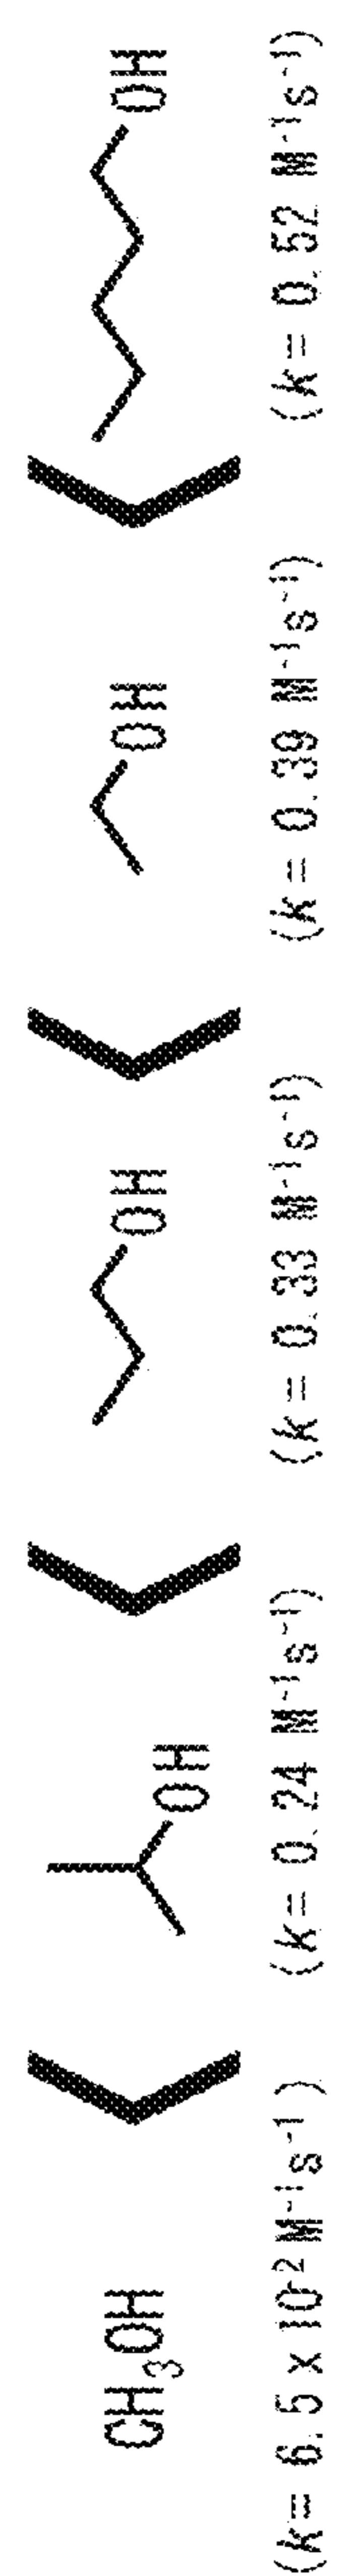 CH₃OH < OH < OH < OH < OH
(k = 6.5 x 10⁻² M⁻¹s⁻¹) (k = 0.24 M⁻¹s⁻¹) (k = 0.33 M⁻¹s⁻¹) (k = 0.39 M⁻¹s⁻¹) (k = 0.52 M⁻¹s⁻¹)